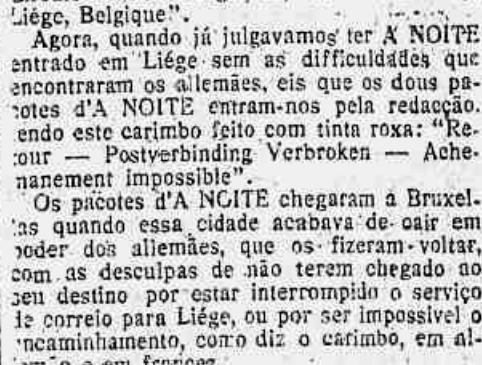 Liége, Belgique".
Agora, quando já julgavamos ter A NOITE
entrado em Liége sem as difficuldades que
encontraram os allemães, eis que os dous pa-
cotes d'A NOITE entram-nos pela redacção.
endo este carimbo feito com tinta roxa: "Re-
tour — Postverbinding Verbroken — Ache-
nanement impossible".
Os pacotes d'A NOITE chegaram a Bruxel-
las quando essa cidade acabava de cair em
poder dos allemães, que os fizeram voltar,
com as desculpas de não terem chegado ao
seu destino por estar interrompido o serviço
de correio para Liége, ou por ser impossivel o
incaminhamento, como diz o carimbo, em al-